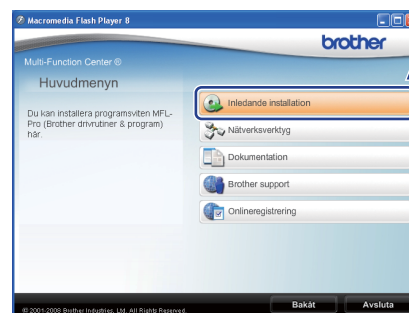 Macromedia Flash Player 8
brother
Multi-Function Center ®
Huvudmenyn
Du kan installera programsviten MFL-
Pro (Brother drivrutiner & program)
här.
Inledande installation
Nätverksverktyg
Dokumentation
Brother support
Onlineregistrering
Bakåt
Avsluta
© 2001-2008 Brother Industries, Ltd. All Rights Reserved.